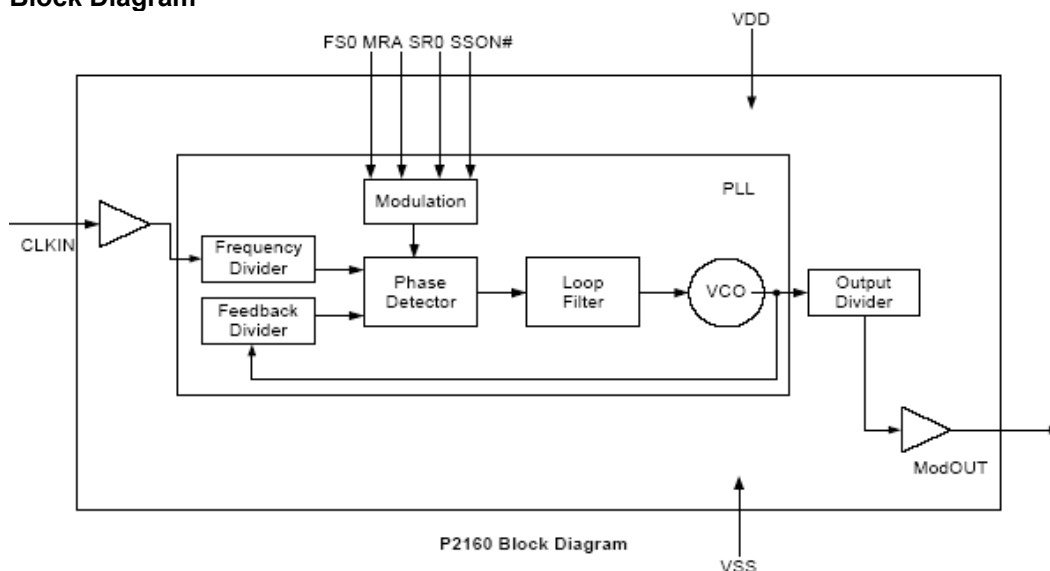 Block Diagram
VDD
FS0 MRA SR0 SSON#
PLL
Modulation
CLKIN
Frequency
Divider
Phase
Detector
Loop
Filter
VCO
Output
Divider
Feedback
Divider
ModOUT
P2160 Block Diagram
VSS